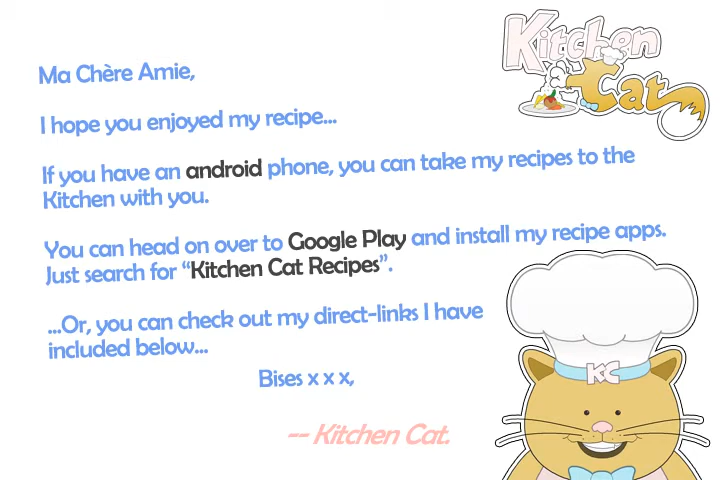 Kitchen
Cat
Ma Chère Amie,
I hope you enjoyed my recipe...
If you have an android phone, you can take my recipes to the
Kitchen with you.
You can head on over to Google Play and install my recipe apps.
Just search for “Kitchen Cat Recipes”.
...Or, you can check out my direct-links I have
included below...
Bises x x x,
-- Kitchen Cat.
KC